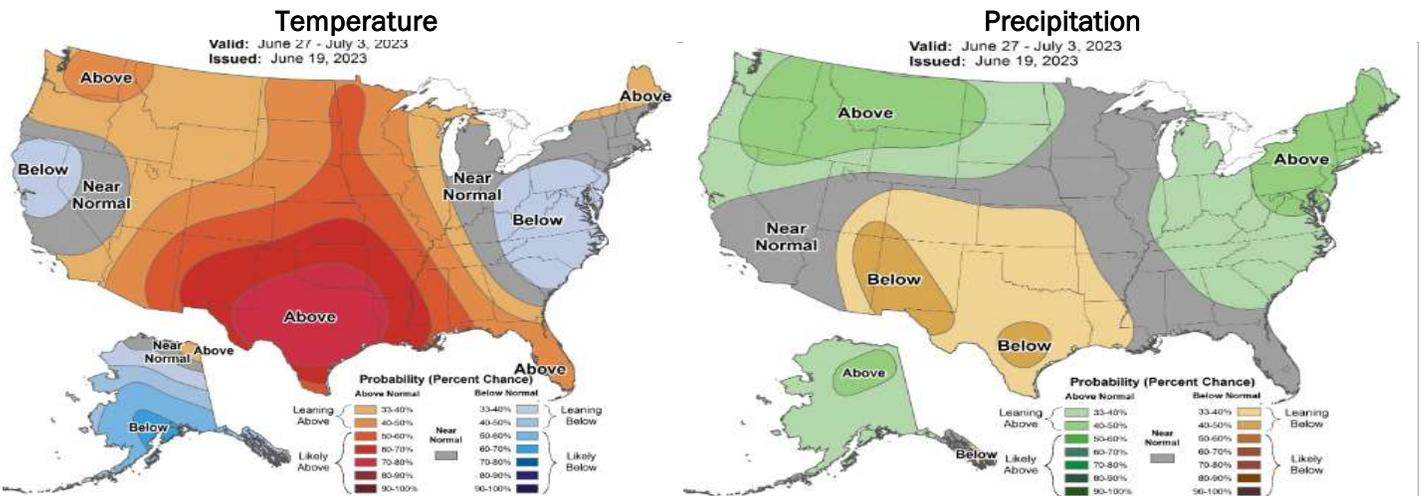 Temperature
Valid: June 27 - July 3, 2023
Issued: June 19, 2023
Above
Above
Below
Near
Normal
Near
Normal
Below
Above
Near
Normal
Above
Above
Below
Probability (Percent Chance)
Above Normal
Below Normal
Leaning
Above
33-40%
40-50%
Likely
Above
50-60%
60-70%
70-80%
80-90%
90-100%
Near
Normal
33-40%
40-50%
Leaning
Below
50-60%
60-70%
70-80%
80-90%
90-100%
Likely
Below
Precipitation
Valid: June 27 - July 3, 2023
Issued: June 19, 2023
Above
Above
Near
Normal
Below
Below
Above
Below
Probability (Percent Chance)
Above Normal
Below Normal
Leaning
Above
33-40%
40-50%
Likely
Above
50-60%
60-70%
70-80%
80-90%
90-100%
Near
Normal
33-40%
40-50%
Leaning
Below
50-60%
60-70%
70-80%
80-90%
90-100%
Likely
Below